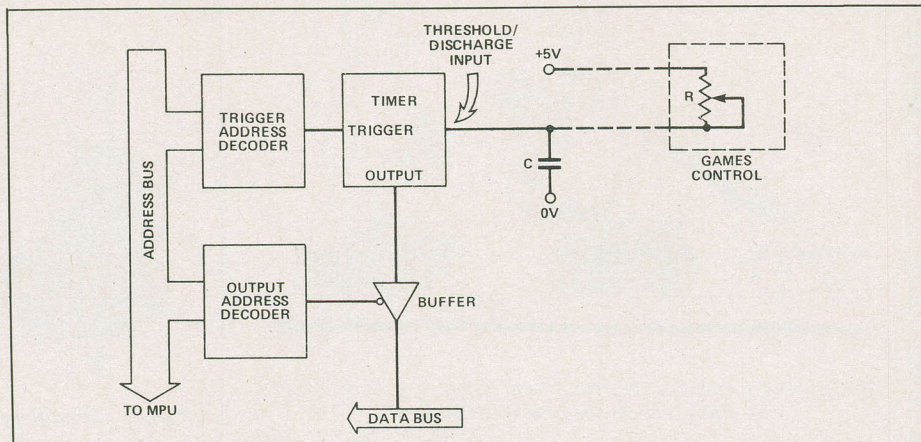 THRESHOLD/
DISCHARGE
INPUT
+5V
TIMER
TRIGGER
OUTPUT
TRIGGER
ADDRESS
DECODER
R
C
0V
GAMES
CONTROL
ADDRESS BUS
OUTPUT
ADDRESS
DECODER
BUFFER
TO MPU
DATA BUS